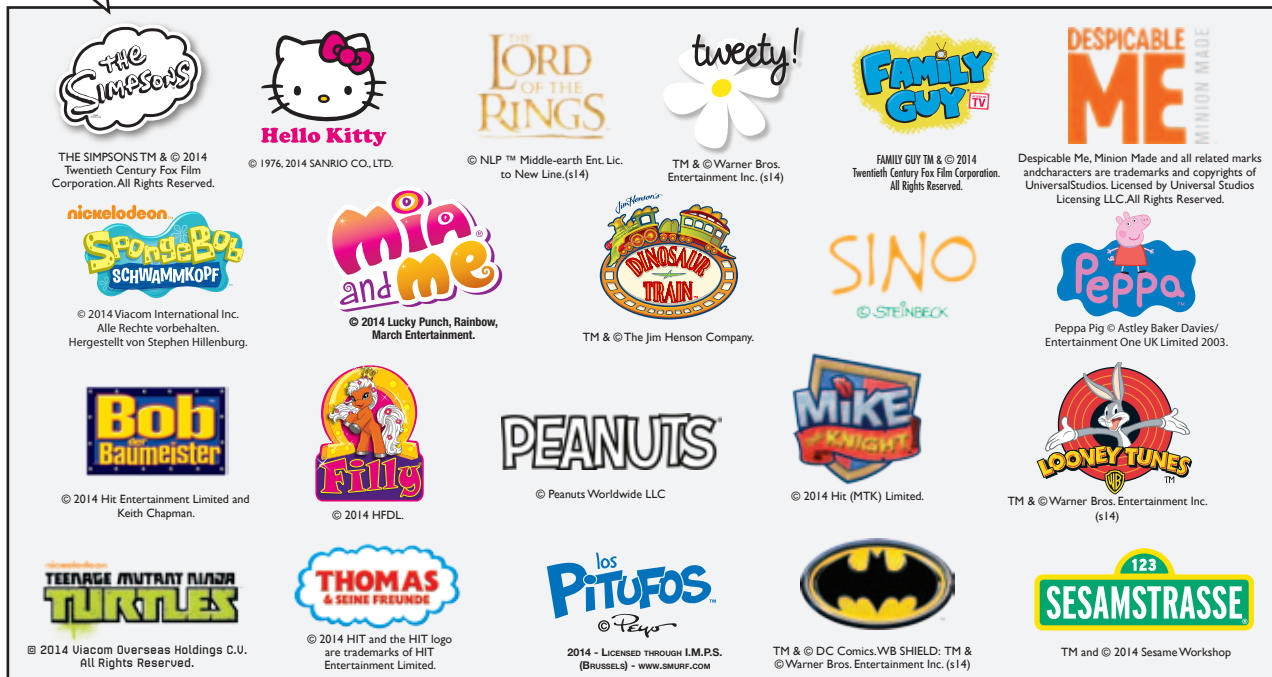 THE
SIMPSONS
THE SIMPSONS TM & © 2014
Twentieth Century Fox Film
Corporation. All Rights Reserved.
Hello Kitty
© 1976, 2014 SANRIO CO., LTD.
THE
LORD
OF THE
RINGS
© NLP ™ Middle-earth Ent. Lic.
to New Line.(s14)
tweety!
TM & © Warner Bros.
Entertainment Inc. (s14)
FAMILY
GUY
TV
FAMILY GUY TM & © 2014
Twentieth Century Fox Film Corporation.
All Rights Reserved.
DESPICABLE
ME
MINION MADE
Despicable Me, Minion Made and all related marks
andcharacters are trademarks and copyrights of
UniversalStudios. Licensed by Universal Studios
Licensing LLC.All Rights Reserved.
nickelodeon™
SPONGEBOB
SCHWAMMKOPF
© 2014 Viacom International Inc.
Alle Rechte vorbehalten.
Hergestellt von Stephen Hillenburg.
Mia
and me
© 2014 Lucky Punch, Rainbow,
March Entertainment.
Jim Henson's
DINOSAUR
TRAIN™
TM & © The Jim Henson Company.
SINO
© STEINBECK
Peppa
TM
Peppa Pig © Astley Baker Davies/
Entertainment One UK Limited 2003.
Bob
der
Baumeister
© 2014 Hit Entertainment Limited and
Keith Chapman.
Filly
© 2014 HFDL.
PEANUTS
© Peanuts Worldwide LLC
MIKE
THE KNIGHT
© 2014 Hit (MTK) Limited.
LOONEY TUNES
WB
TM
TM & © Warner Bros. Entertainment Inc.
(s14)
nickelodeon
TEENAGE MUTANT NINJA
TURTLES
© 2014 Viacom Overseas Holdings C.V.
All Rights Reserved.
THOMAS
& SEINE FREUNDE
© 2014 HIT and the HIT logo
are trademarks of HIT
Entertainment Limited.
los
PiTUFOS™
© Peyo
2014 - LICENSED THROUGH I.M.P.S.
(BRUSSELS) - WWW.SMURF.COM
TM & © DC Comics. WB SHIELD: TM &
© Warner Bros. Entertainment Inc. (s14)
123
SESAMSTRASSE®
TM and © 2014 Sesame Workshop